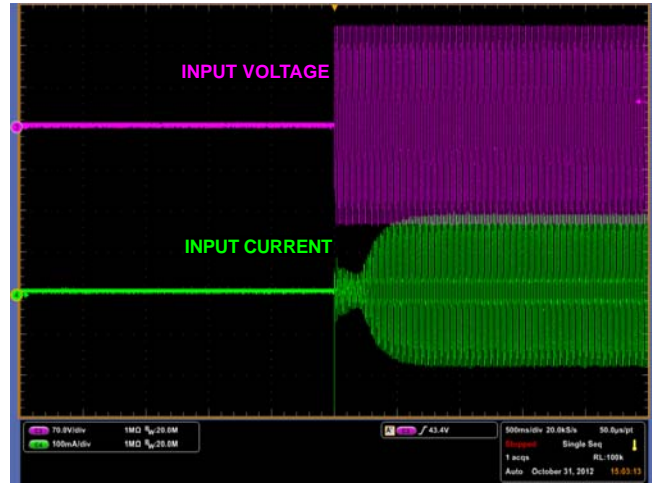 INPUT VOLTAGE
INPUT CURRENT
70.0V/div 1MΩ BW:20.0M
100mA/div 1MΩ BW:20.0M
43.4V
500ms/div 20.0kS/s 50.0µs/pt
Stopped Single Seq
1 acqs RL:100k
Auto October 31, 2012 15:03:13